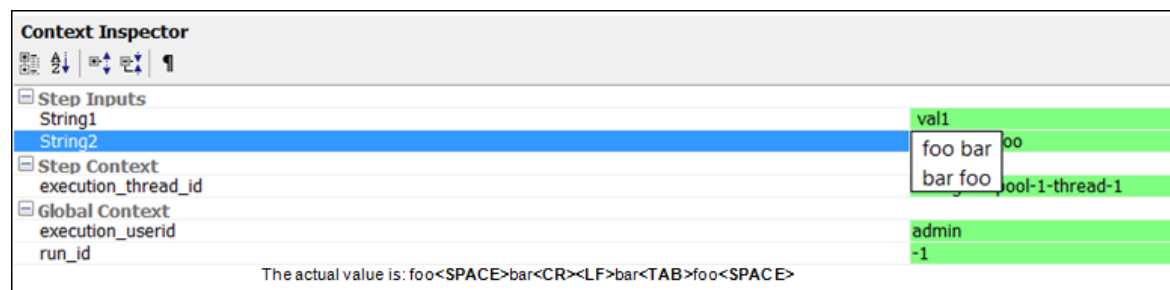 Context Inspector
Step Inputs
String1 val1
String2 oo
foo bar
bar foo
Step Context
execution_thread_id ool-1-thread-1
Global Context
execution_userid admin
run_id -1
The actual value is: foo<SPACE>bar<CR><LF>bar<TAB>foo<SPACE>